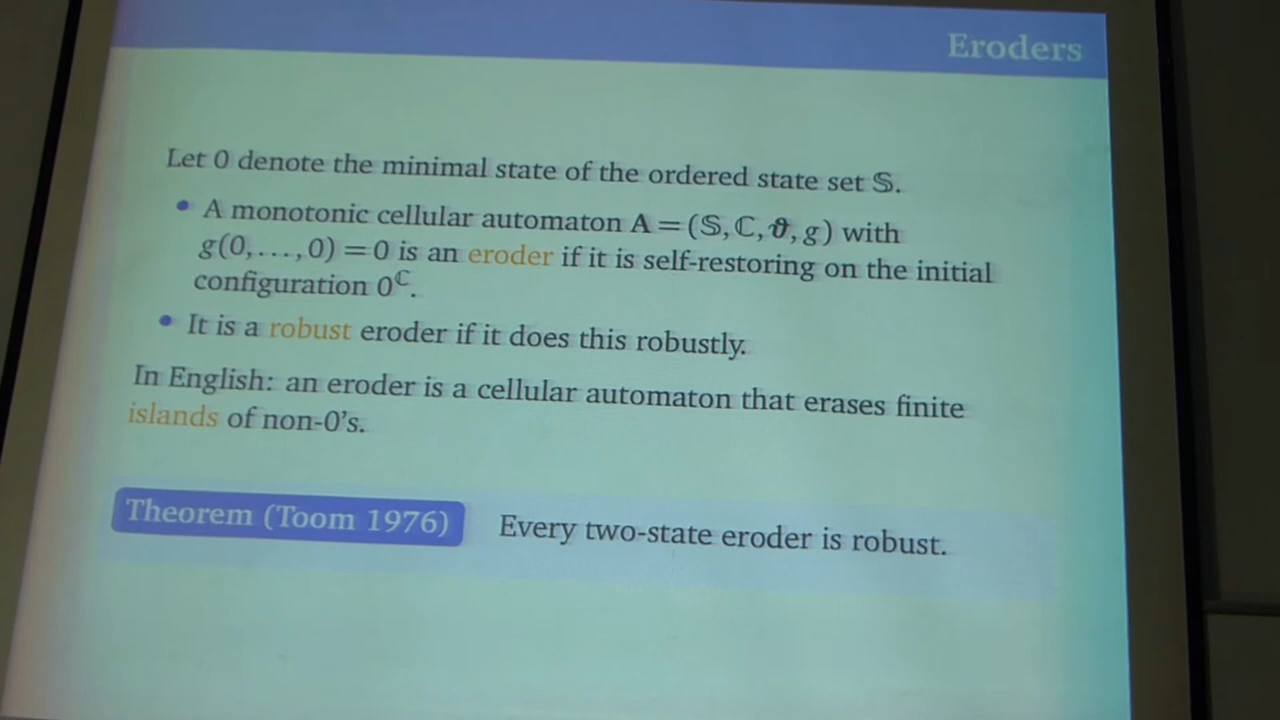 Eroders
Let 0 denote the minimal state of the ordered state set 𝕊.
• A monotonic cellular automaton A = (𝕊, ℂ, ϑ, g) with
g(0, ..., 0) = 0 is an eroder if it is self-restoring on the initial
configuration 0^ℂ.
• It is a robust eroder if it does this robustly.
In English: an eroder is a cellular automaton that erases finite
islands of non-0's.
Theorem (Toom 1976) Every two-state eroder is robust.